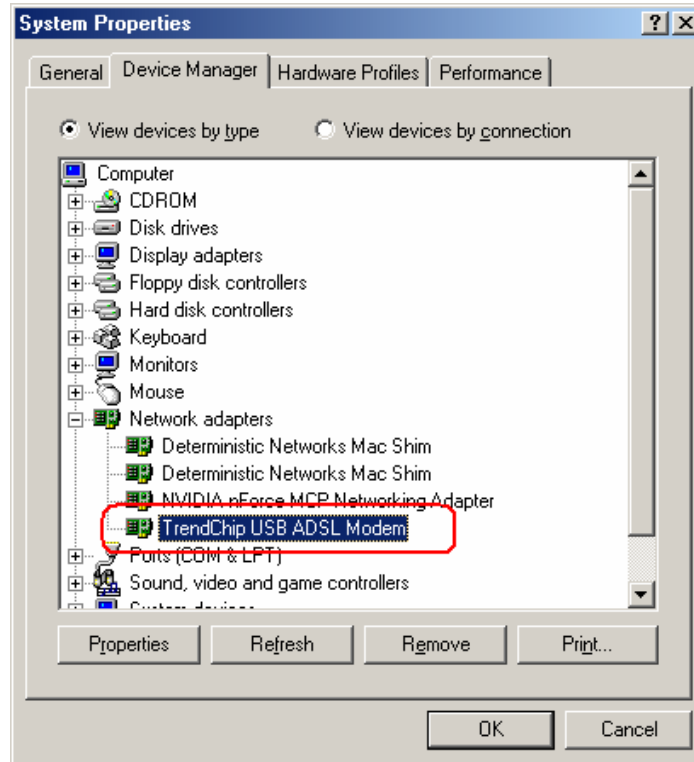 System Properties
General Device Manager Hardware Profiles Performance
View devices by type View devices by connection
Computer
CDROM
Disk drives
Display adapters
Floppy disk controllers
Hard disk controllers
Keyboard
Monitors
Mouse
Network adapters
Deterministic Networks Mac Shim
Deterministic Networks Mac Shim
NVIDIA nForce MCP Networking Adapter
TrendChip USB ADSL Modem
Ports (COM & LPT)
Sound, video and game controllers
System devices
Properties Refresh Remove Print...
OK Cancel